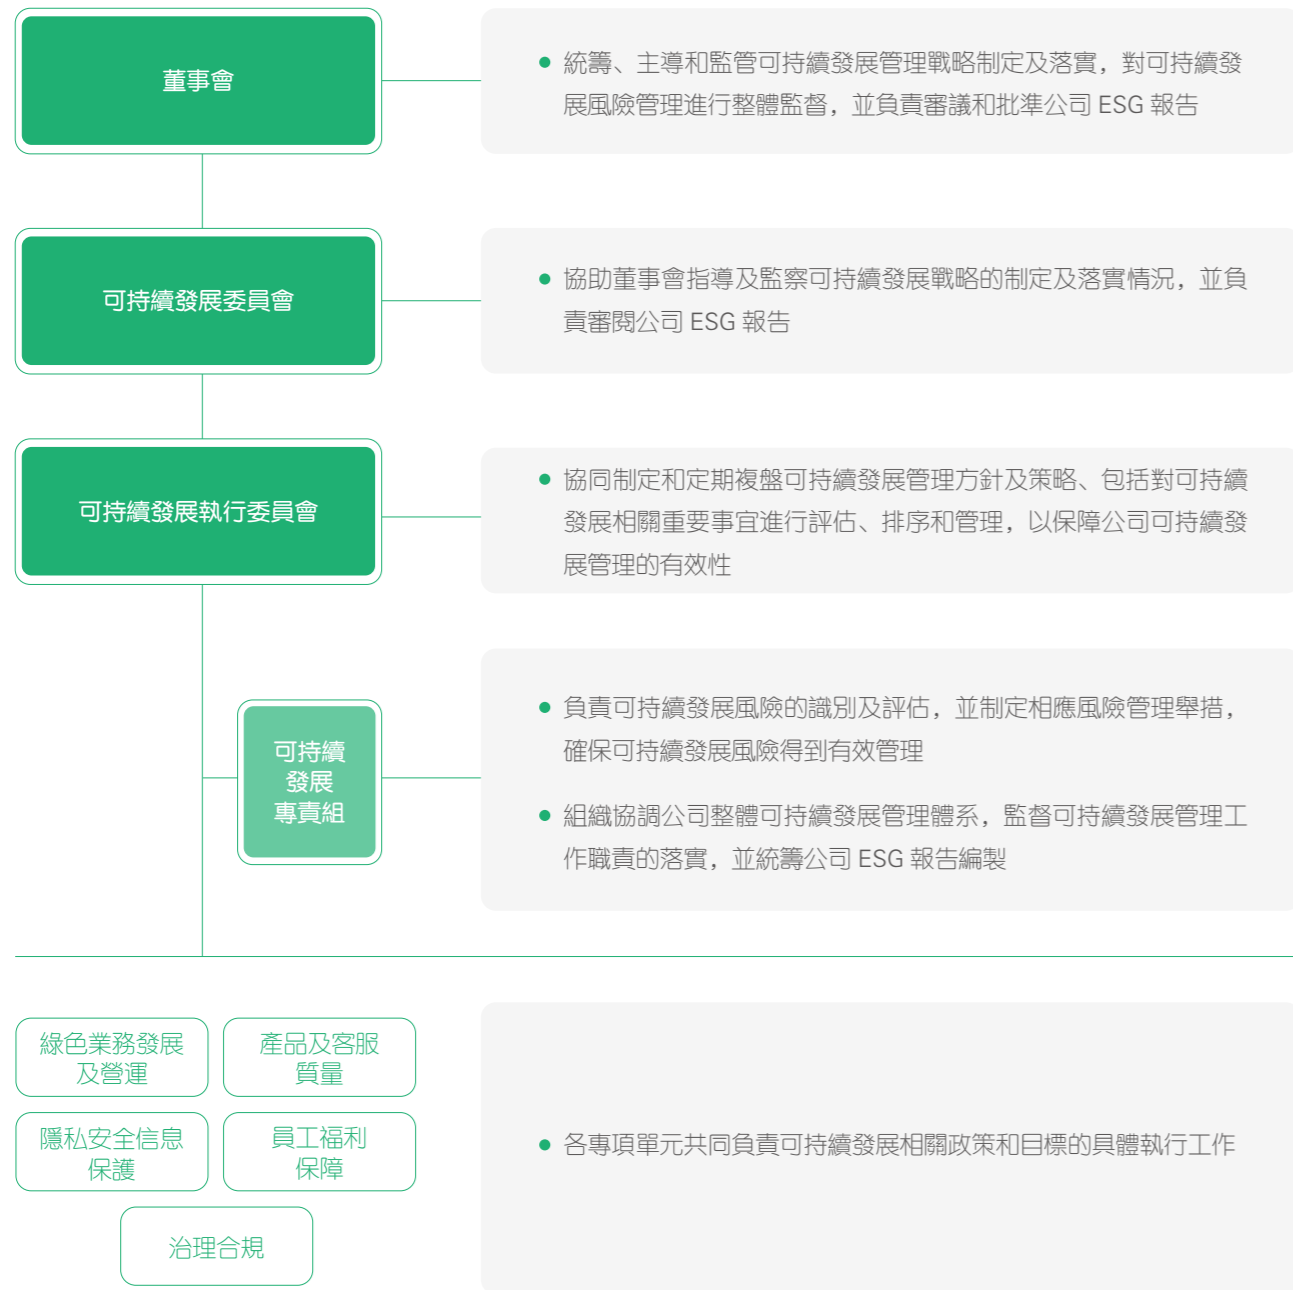 董事會
統籌、主導和監管可持續發展管理戰略制定及落實，對可持續發
展風險管理進行整體監督，並負責審議和批準公司 ESG 報告
可持續發展委員會
協助董事會指導及監察可持續發展戰略的制定及落實情況，並負
責審閱公司 ESG 報告
可持續發展執行委員會
協同制定和定期複盤可持續發展管理方針及策略、包括對可持續
發展相關重要事宜進行評估、排序和管理，以保障公司可持續發
展管理的有效性
可持續
發展
專責組
負責可持續發展風險的識別及評估，並制定相應風險管理舉措，
確保可持續發展風險得到有效管理
組織協調公司整體可持續發展管理體系，監督可持續發展管理工
作職責的落實，並統籌公司 ESG 報告編製
綠色業務發展
及營運
產品及客服
質量
隱私安全信息
保護
員工福利
保障
治理合規
各專項單元共同負責可持續發展相關政策和目標的具體執行工作